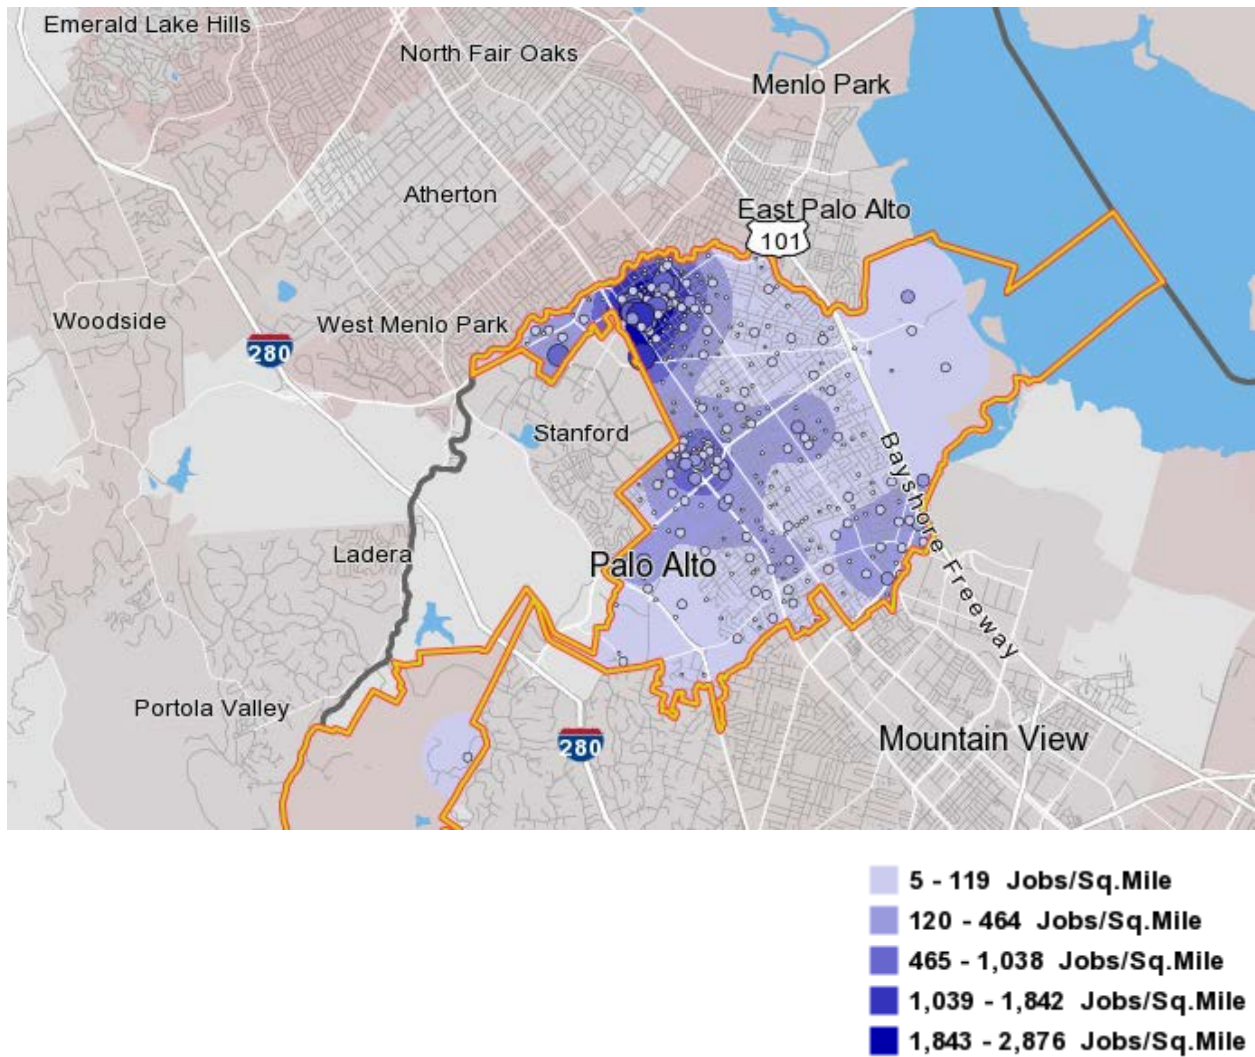 Emerald Lake Hills
North Fair Oaks
Menlo Park
Atherton
East Palo Alto
101
Woodside
West Menlo Park
280
Stanford
Bayshore Freeway
Ladera
Palo Alto
Portola Valley
280
Mountain View
5 - 119 Jobs/Sq.Mile
120 - 464 Jobs/Sq.Mile
465 - 1,038 Jobs/Sq.Mile
1,039 - 1,842 Jobs/Sq.Mile
1,843 - 2,876 Jobs/Sq.Mile